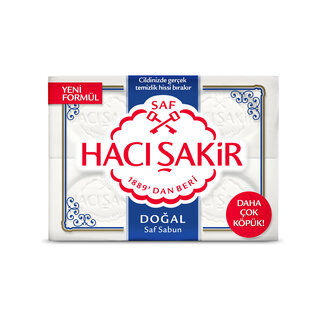 YENİ
FORMÜL
Cildinizde gerçek
temizlik hissi bırakır
SAF
HACI ŞAKİR
1889'DAN BERİ
DOĞAL
Saf Sabun
DAHA
ÇOK
KÖPÜK!